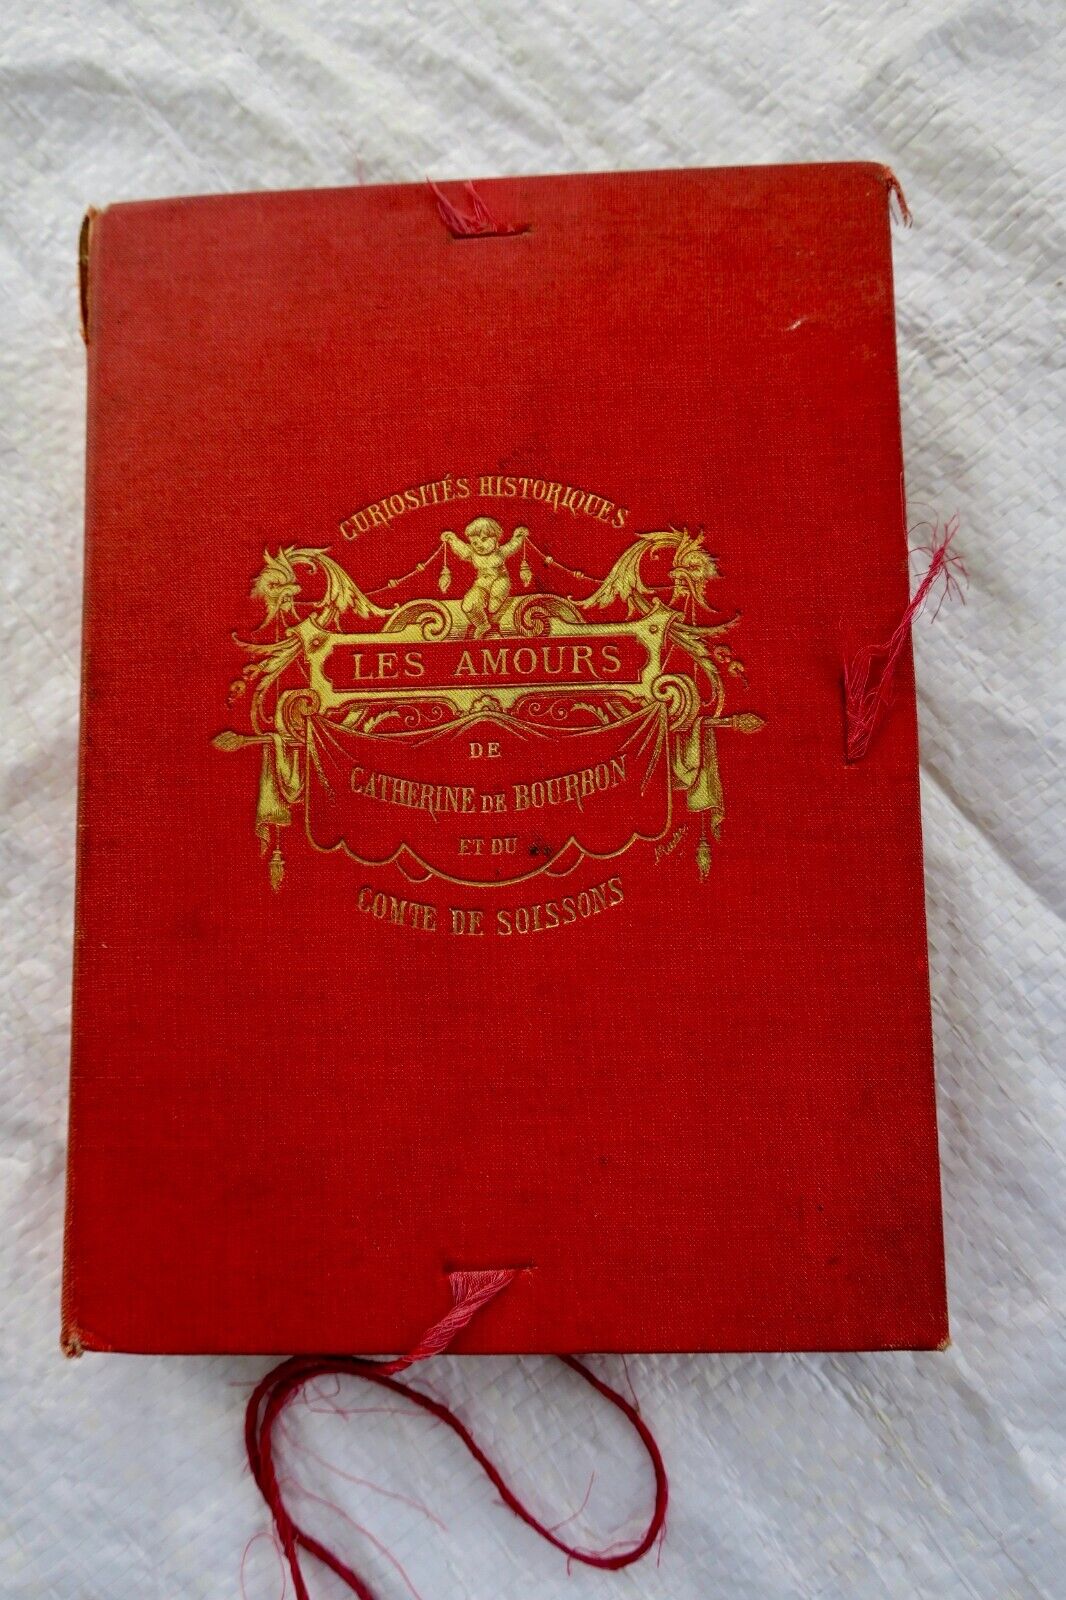 CURIOSITÉS HISTORIQUES
LES AMOURS
DE
CATHERINE DE BOURBON
ET DU
COMTE DE SOISSONS